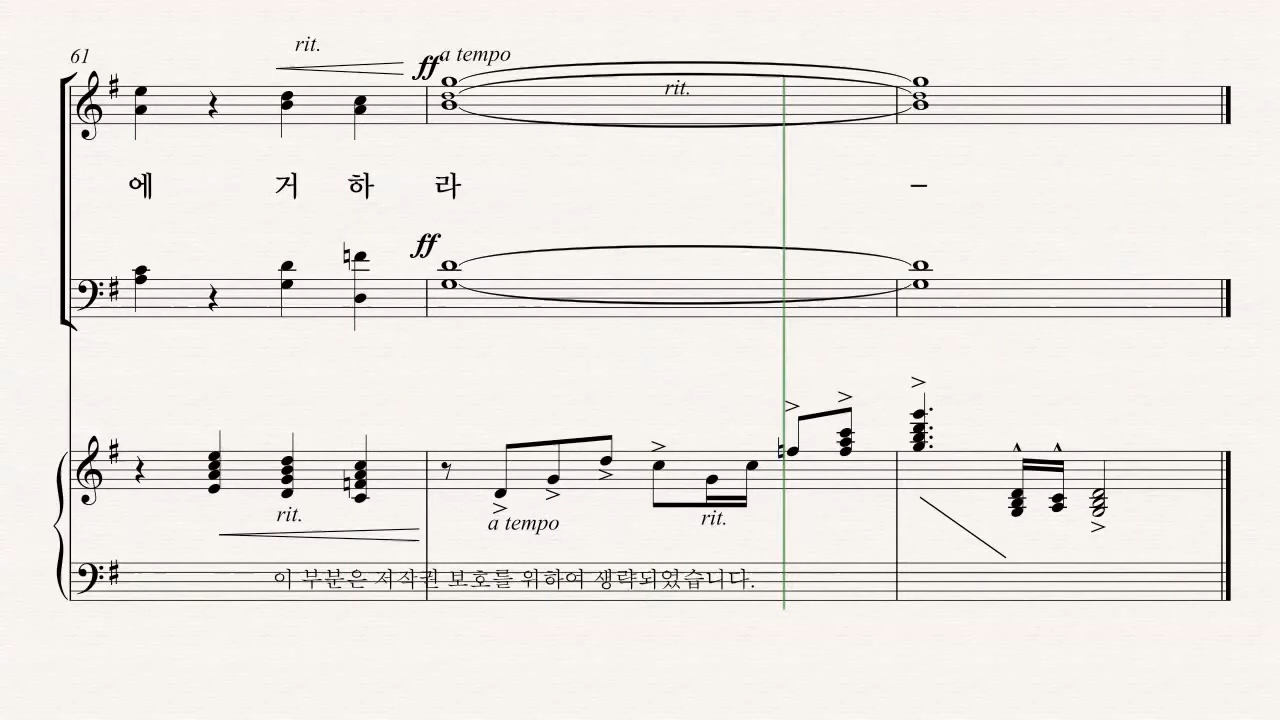 61
rit.
ff a tempo
rit.
에 거 하 라 –
ff
rit.
a tempo
rit.
이 부분은 저작권 보호를 위하여 생략되었습니다.